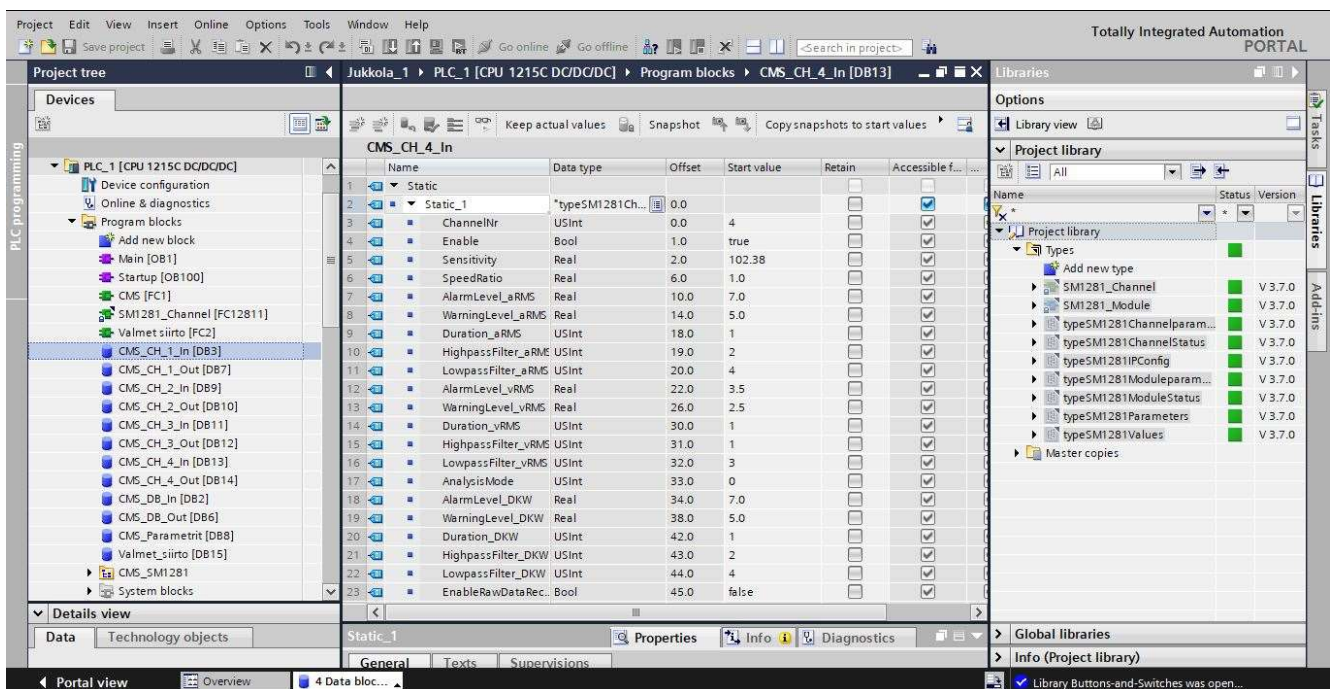 Project Edit View Insert Online Options Tools Window Help
Totally Integrated Automation
PORTAL
Save project Go online Go offline <Search in project>
Project tree
Devices
PLC programming
PLC_1 [CPU 1215C DC/DC/DC]
Device configuration
Online & diagnostics
Program blocks
Add new block
Main [OB1]
Startup [OB100]
CMS [FC1]
SM1281_Channel [FC12811]
Valmet siirto [FC2]
CMS_CH_1_In [DB3]
CMS_CH_1_Out [DB7]
CMS_CH_2_In [DB9]
CMS_CH_2_Out [DB10]
CMS_CH_3_In [DB11]
CMS_CH_3_Out [DB12]
CMS_CH_4_In [DB13]
CMS_CH_4_Out [DB14]
CMS_DB_In [DB2]
CMS_DB_Out [DB6]
CMS_Parametrit [DB8]
Valmet_siirto [DB15]
CMS_SM1281
System blocks
Details view
Data Technology objects
Jukkola_1 PLC_1 [CPU 1215C DC/DC/DC] Program blocks CMS_CH_4_In [DB13]
Keep actual values Snapshot Copy snapshots to start values
CMS_CH_4_In
Name Data type Offset Start value Retain Accessible f... ...
1 Static
2 Static_1 "typeSM1281Ch... 0.0
3 ChannelNr USInt 0.0 4
4 Enable Bool 1.0 true
5 Sensitivity Real 2.0 102.38
6 SpeedRatio Real 6.0 1.0
7 AlarmLevel_aRMS Real 10.0 7.0
8 WarningLevel_aRMS Real 14.0 5.0
9 Duration_aRMS USInt 18.0 1
10 HighpassFilter_aRMS USInt 19.0 2
11 LowpassFilter_aRMS USInt 20.0 4
12 AlarmLevel_vRMS Real 22.0 3.5
13 WarningLevel_vRMS Real 26.0 2.5
14 Duration_vRMS USInt 30.0 1
15 HighpassFilter_vRMS USInt 31.0 1
16 LowpassFilter_vRMS USInt 32.0 3
17 AnalysisMode USInt 33.0 0
18 AlarmLevel_DKW Real 34.0 7.0
19 WarningLevel_DKW Real 38.0 5.0
20 Duration_DKW USInt 42.0 1
21 HighpassFilter_DKW USInt 43.0 2
22 LowpassFilter_DKW USInt 44.0 4
23 EnableRawDataRec... Bool 45.0 false
Static_1 Properties Info Diagnostics
General Texts Supervisions
Libraries
Options
Library view
Project library
All
Name Status Version
Project library
Types
Add new type
SM1281_Channel V 3.7.0
SM1281_Module V 3.7.0
typeSM1281Channelparam... V 3.7.0
typeSM1281ChannelStatus V 3.7.0
typeSM1281IPConfig V 3.7.0
typeSM1281Moduleparam... V 3.7.0
typeSM1281ModuleStatus V 3.7.0
typeSM1281Parameters V 3.7.0
typeSM1281Values V 3.7.0
Master copies
Global libraries
Info (Project library)
Tasks
Libraries
Add-ins
Portal view Overview 4 Data bloc... Library Buttons-and-Switches was open...